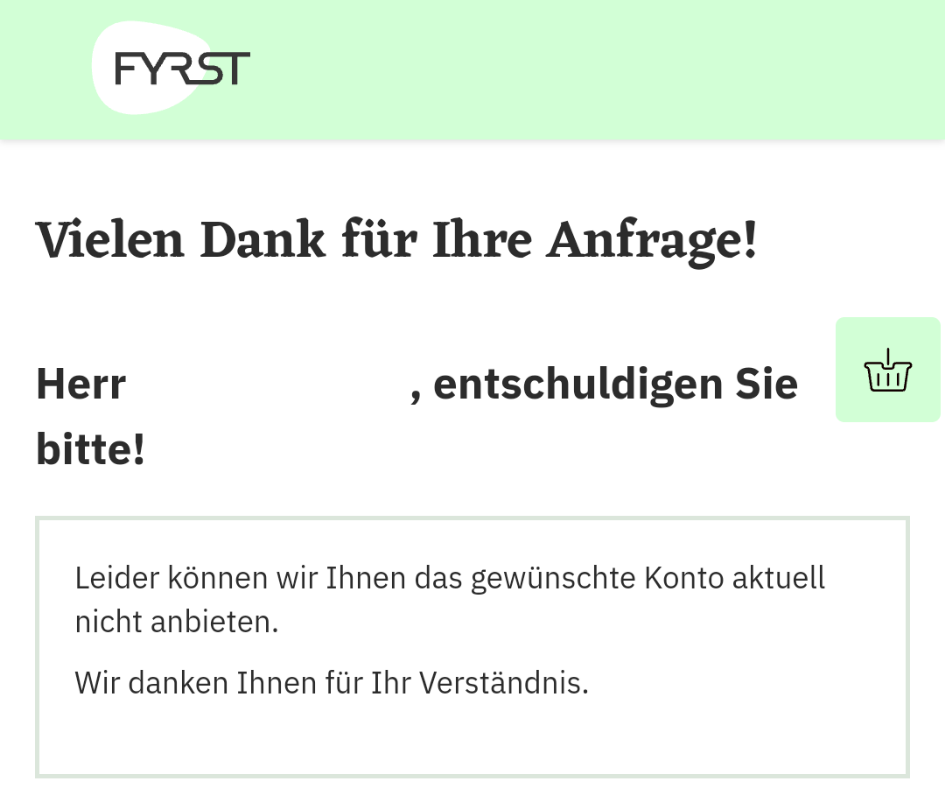 FYRST
Vielen Dank für Ihre Anfrage!
Herr , entschuldigen Sie
bitte!
Leider können wir Ihnen das gewünschte Konto aktuell
nicht anbieten.
Wir danken Ihnen für Ihr Verständnis.